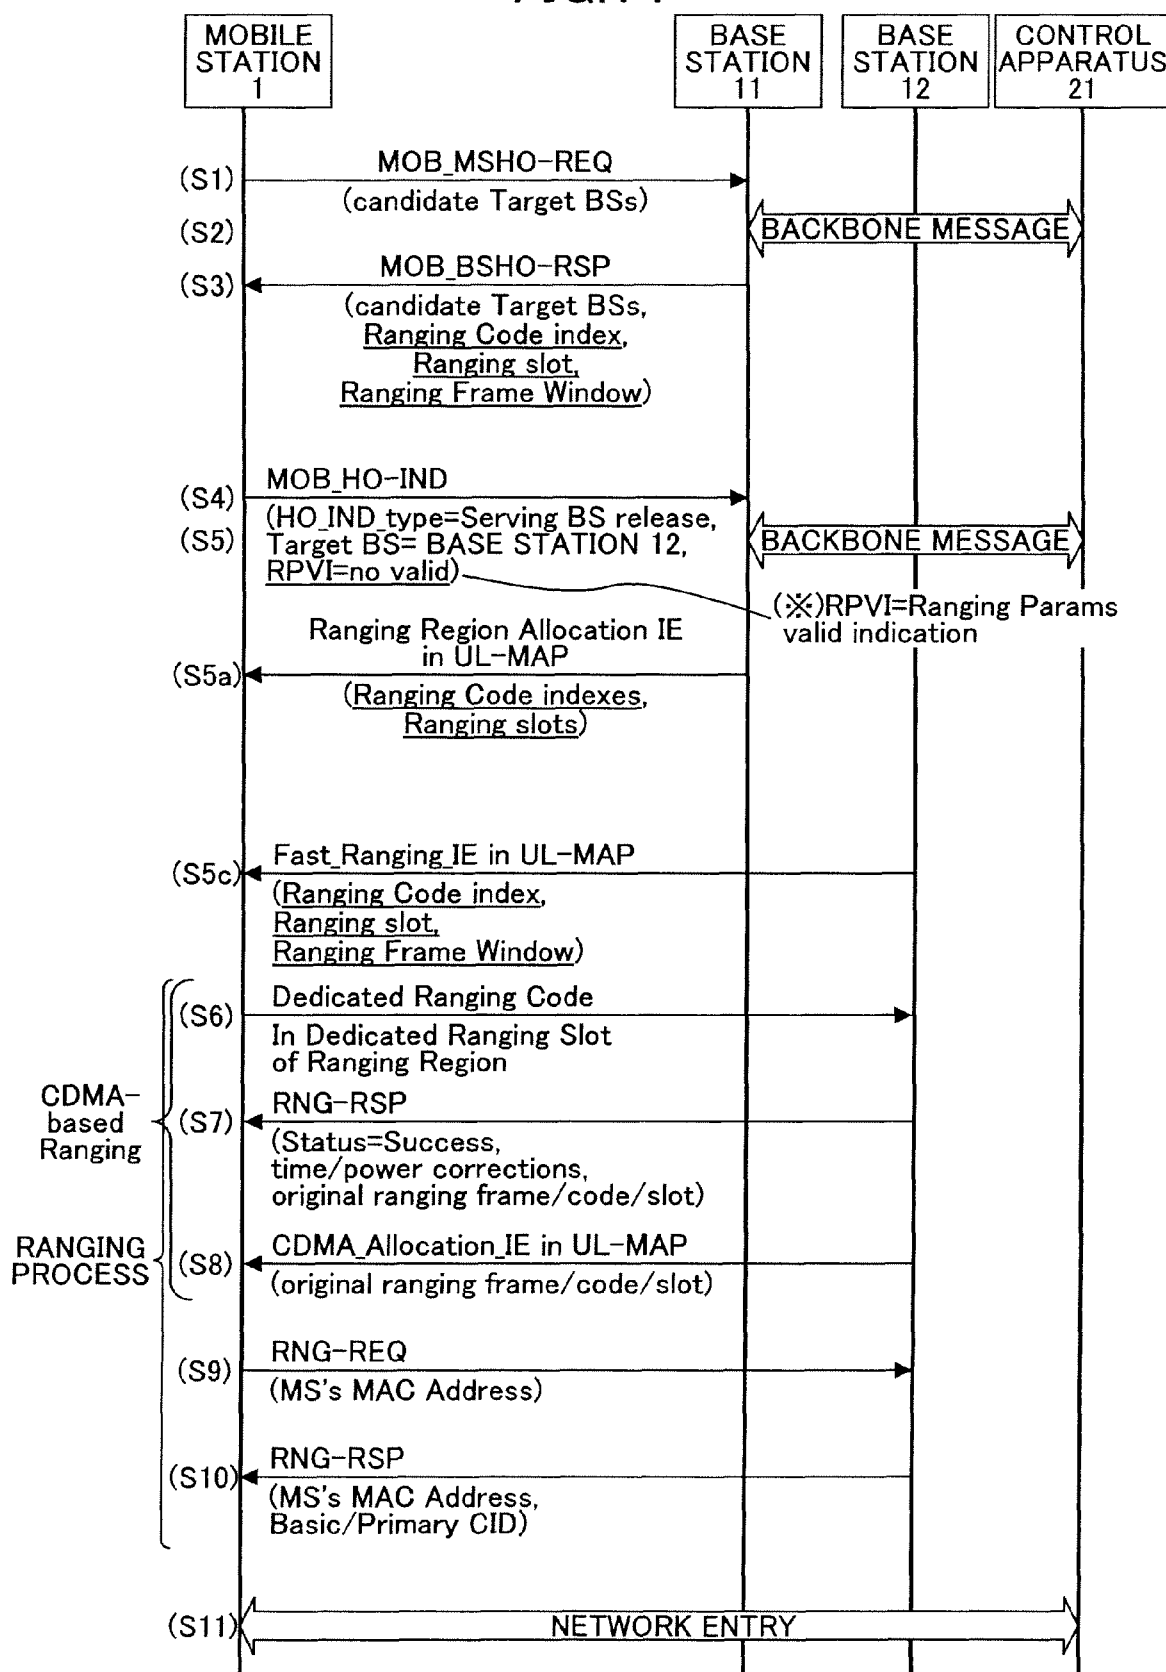 MOBILE STATION 1
BASE STATION 11
BASE STATION 12
CONTROL APPARATUS 21
(S1)
MOB_MSHO-REQ
(candidate Target BSs)
(S2)
BACKBONE MESSAGE
(S3)
MOB_BSHO-RSP
(candidate Target BSs,
Ranging Code index,
Ranging slot,
Ranging Frame Window)
(S4)
MOB_HO-IND
(HO_IND_type=Serving BS release,
(S5)
Target BS= BASE STATION 12,
BACKBONE MESSAGE
RPVI=no valid)
(※)RPVI=Ranging Params
valid indication
Ranging Region Allocation IE
in UL-MAP
(S5a)
(Ranging Code indexes,
Ranging slots)
Fast_Ranging_IE in UL-MAP
(S5c)
(Ranging Code index,
Ranging slot,
Ranging Frame Window)
Dedicated Ranging Code
(S6)
In Dedicated Ranging Slot
of Ranging Region
CDMA-
based
Ranging
RNG-RSP
(S7)
(Status=Success,
time/power corrections,
original ranging frame/code/slot)
RANGING
PROCESS
CDMA_Allocation_IE in UL-MAP
(S8)
(original ranging frame/code/slot)
RNG-REQ
(S9)
(MS's MAC Address)
RNG-RSP
(S10)
(MS's MAC Address,
Basic/Primary CID)
(S11)
NETWORK ENTRY